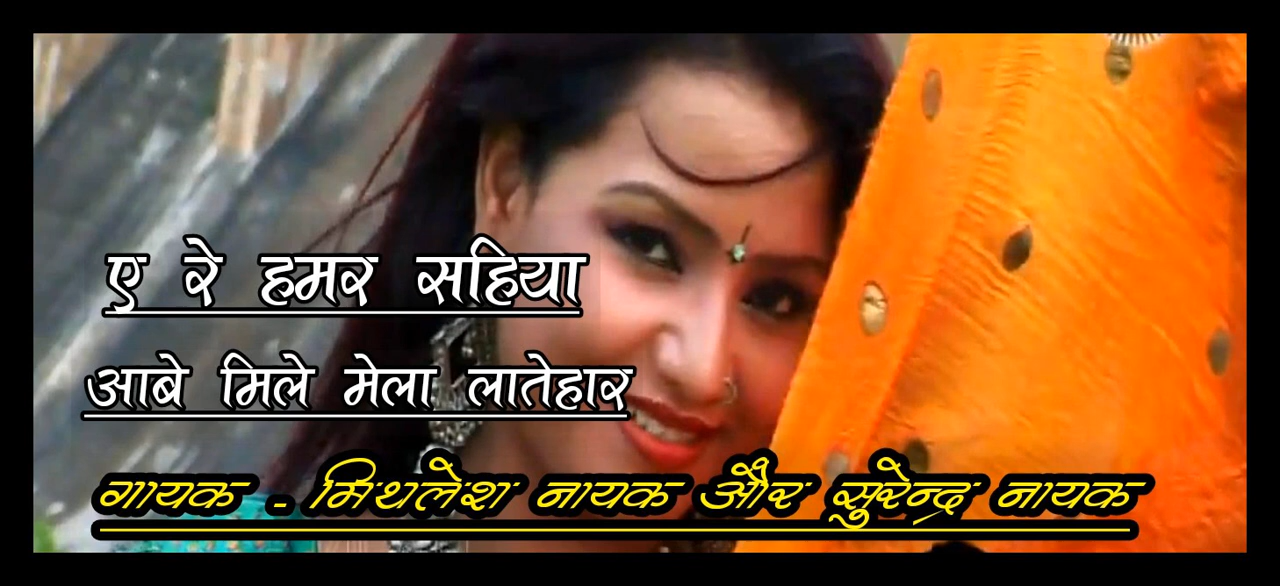 ए रे हमर सहिया
आबे मिले मेला लातेहार
गायक - मिथलेश नायक और सुरेन्द्र नायक